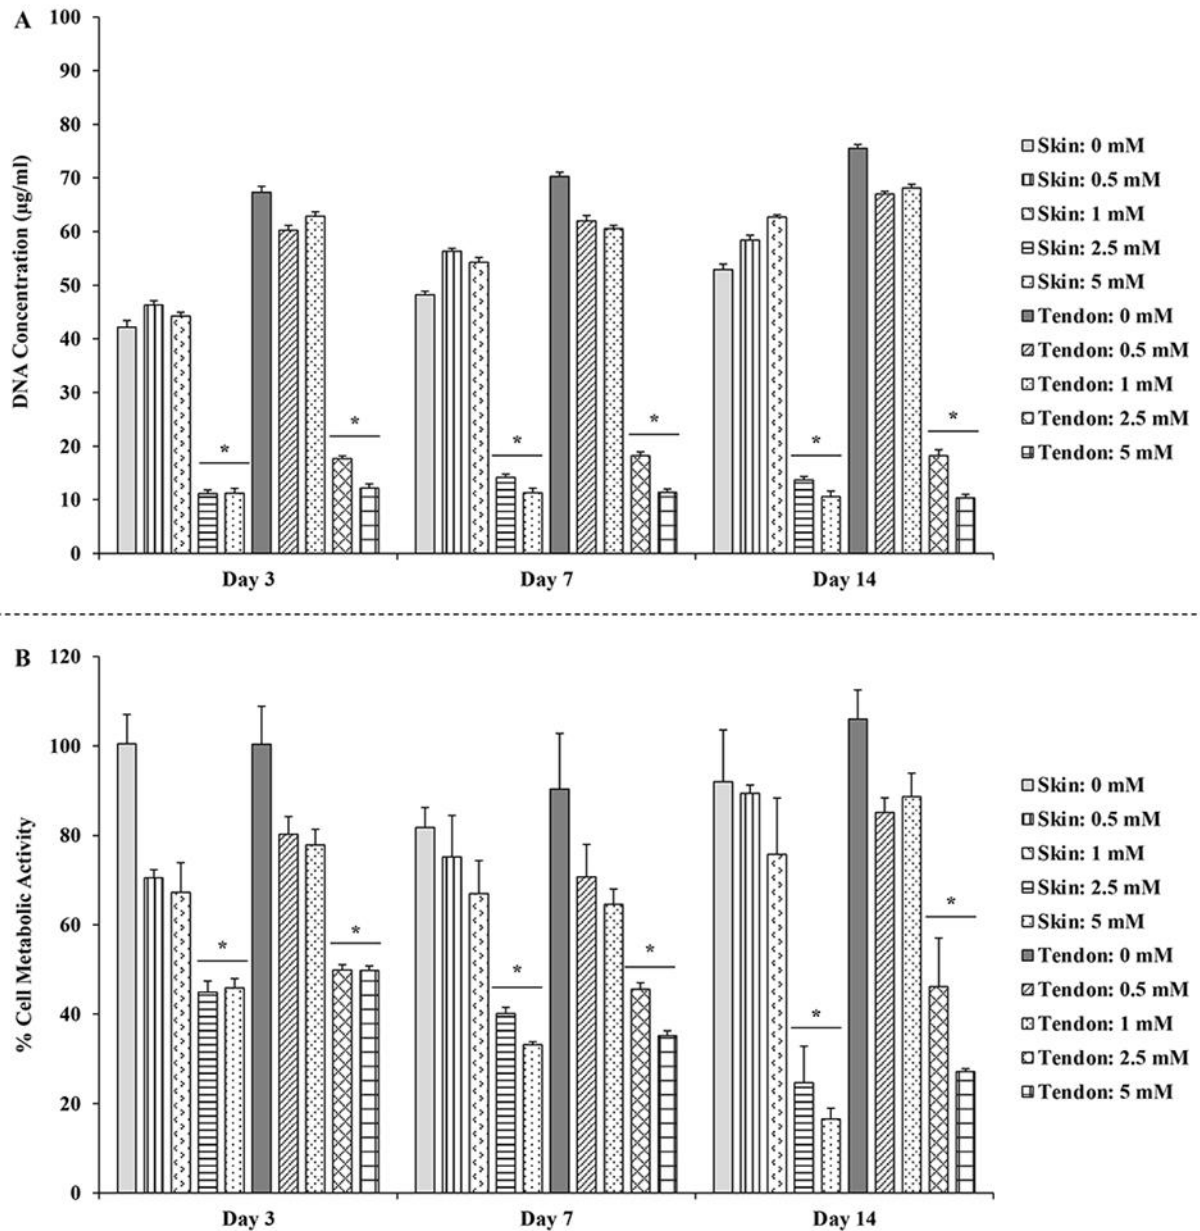 A
100
90
80
70
60
50
40
30
20
10
0
DNA Concentration (µg/ml)
* * * * * *
Day 3 Day 7 Day 14
Skin: 0 mM
Skin: 0.5 mM
Skin: 1 mM
Skin: 2.5 mM
Skin: 5 mM
Tendon: 0 mM
Tendon: 0.5 mM
Tendon: 1 mM
Tendon: 2.5 mM
Tendon: 5 mM
B
120
100
80
60
40
20
0
% Cell Metabolic Activity
* * * * * *
Day 3 Day 7 Day 14
Skin: 0 mM
Skin: 0.5 mM
Skin: 1 mM
Skin: 2.5 mM
Skin: 5 mM
Tendon: 0 mM
Tendon: 0.5 mM
Tendon: 1 mM
Tendon: 2.5 mM
Tendon: 5 mM